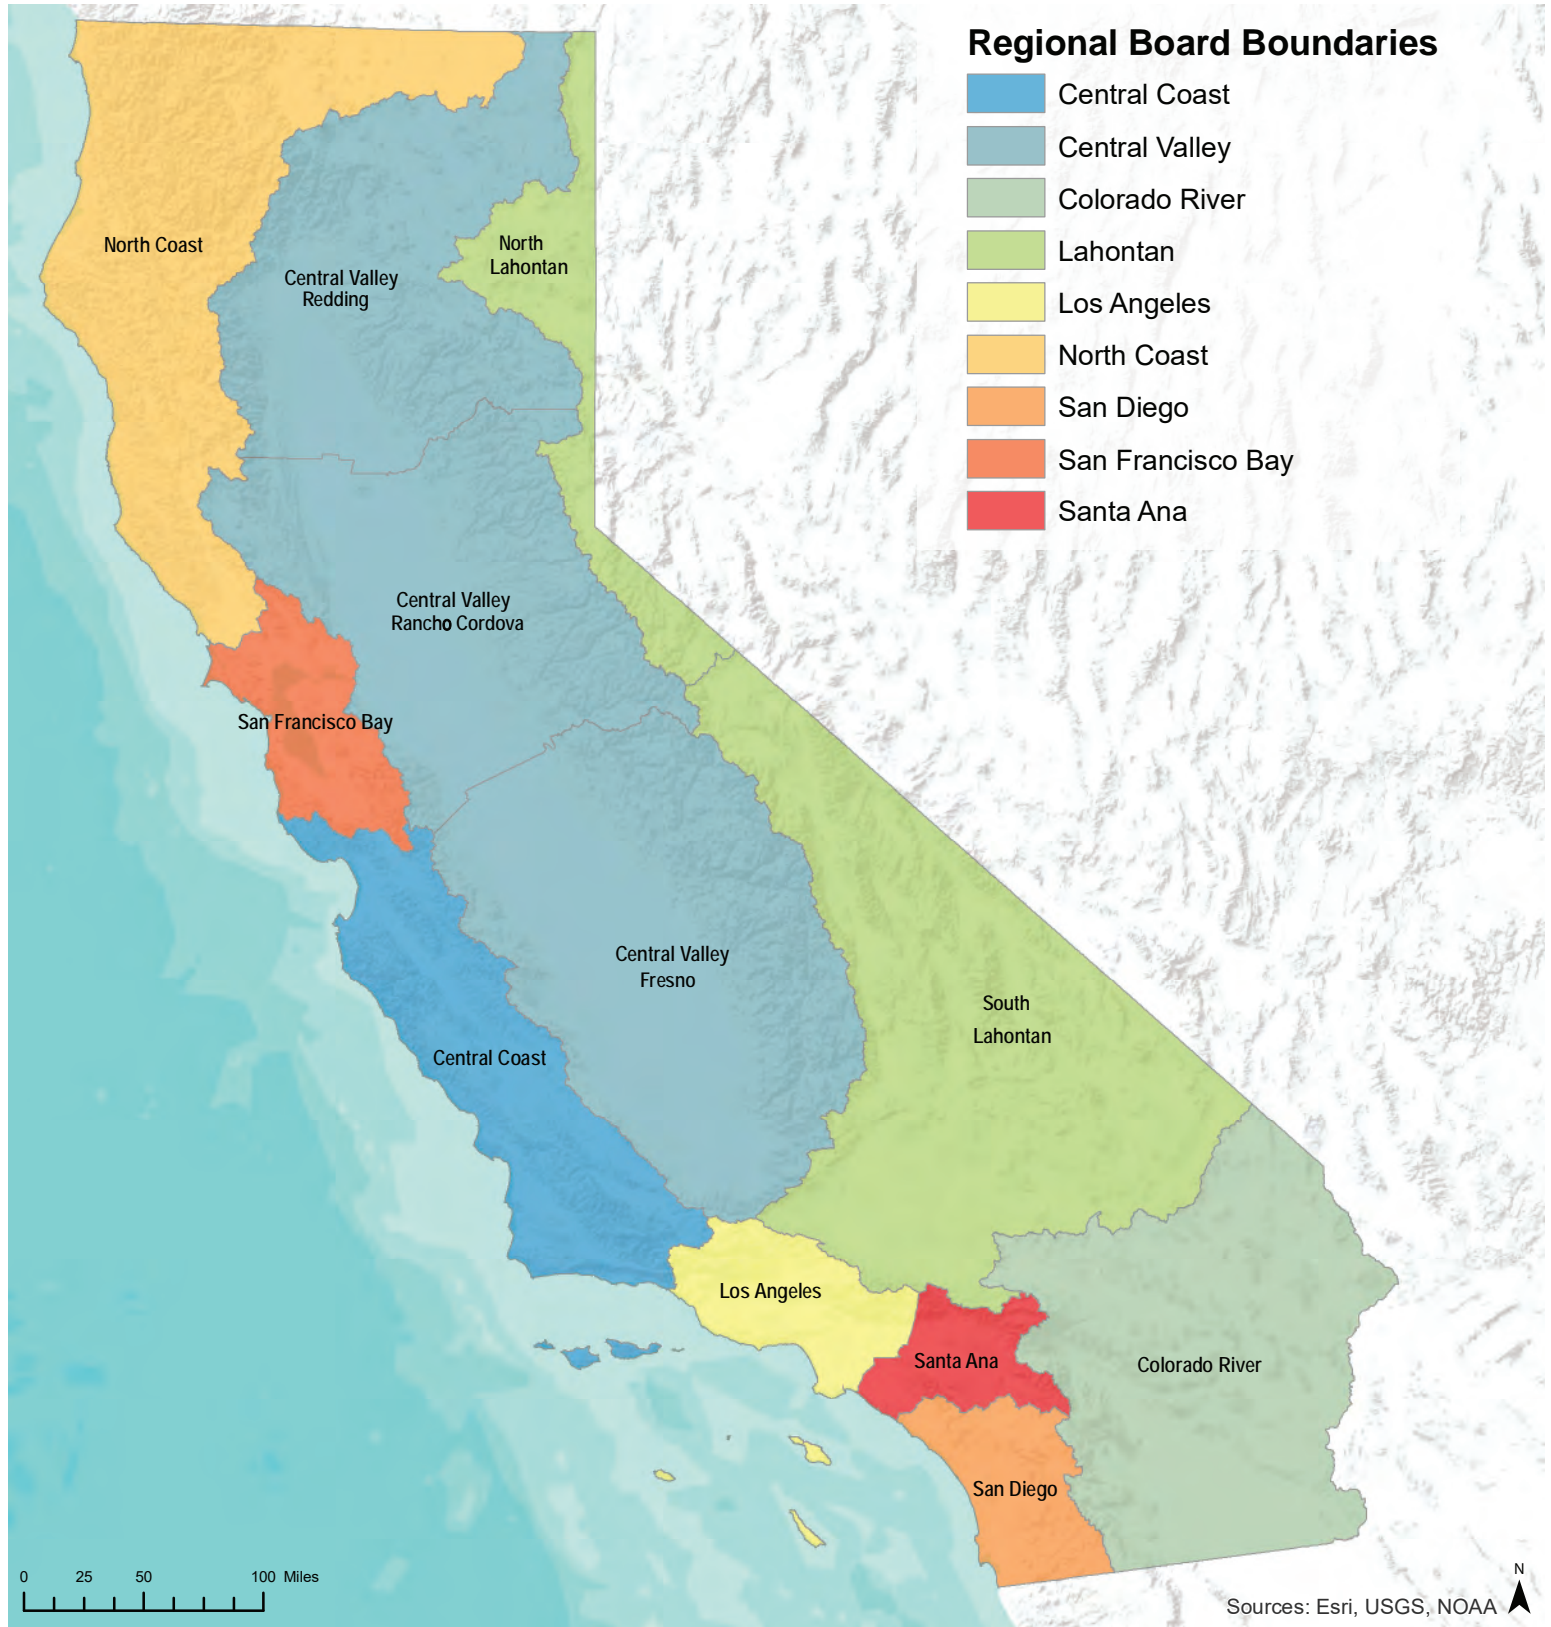 Regional Board Boundaries
Central Coast
Central Valley
Colorado River
Lahontan
Los Angeles
North Coast
San Diego
San Francisco Bay
Santa Ana
North Coast
Central Valley
Redding
North
Lahontan
Central Valley
Rancho Cordova
San Francisco Bay
Central Valley
Fresno
South
Lahontan
Central Coast
Los Angeles
Santa Ana
Colorado River
San Diego
0 25 50 100 Miles
N
Sources: Esri, USGS, NOAA